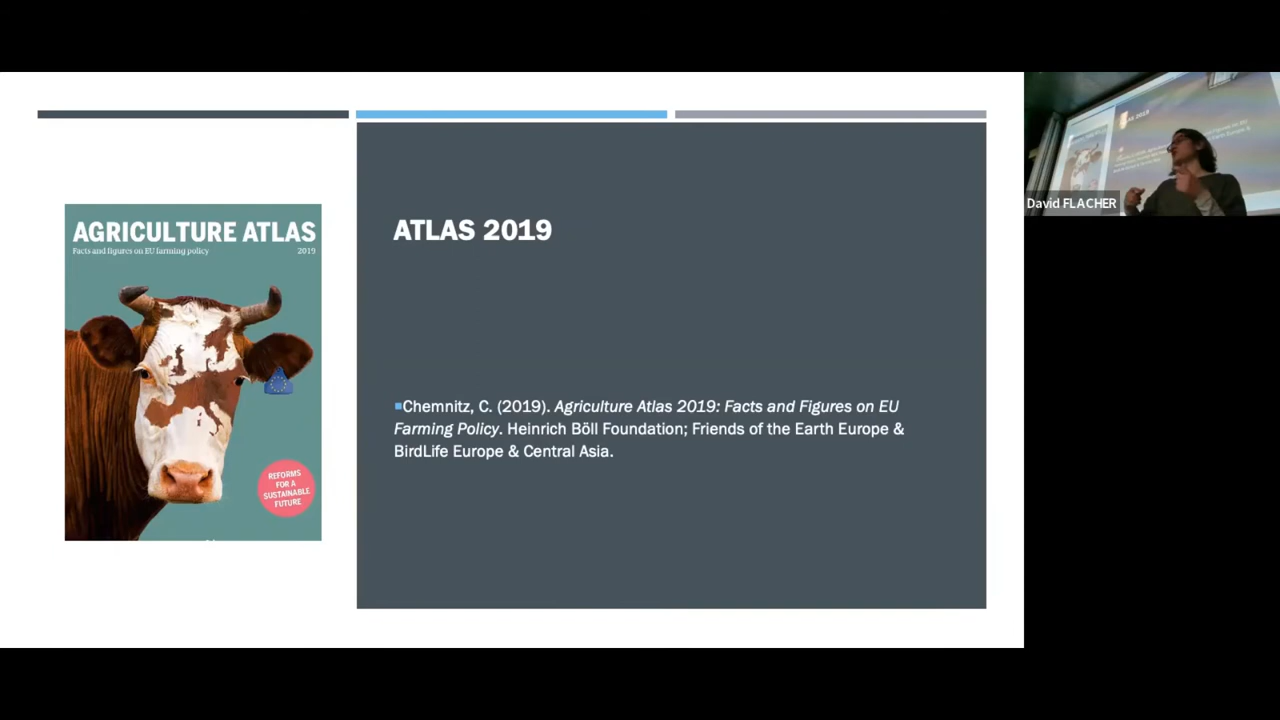 AGRICULTURE ATLAS
Facts and figures on EU farming policy 2019
REFORMS
FOR A
SUSTAINABLE
FUTURE
ATLAS 2019
▪Chemnitz, C. (2019). Agriculture Atlas 2019: Facts and Figures on EU
Farming Policy. Heinrich Böll Foundation; Friends of the Earth Europe &
BirdLife Europe & Central Asia.
David FLACHER